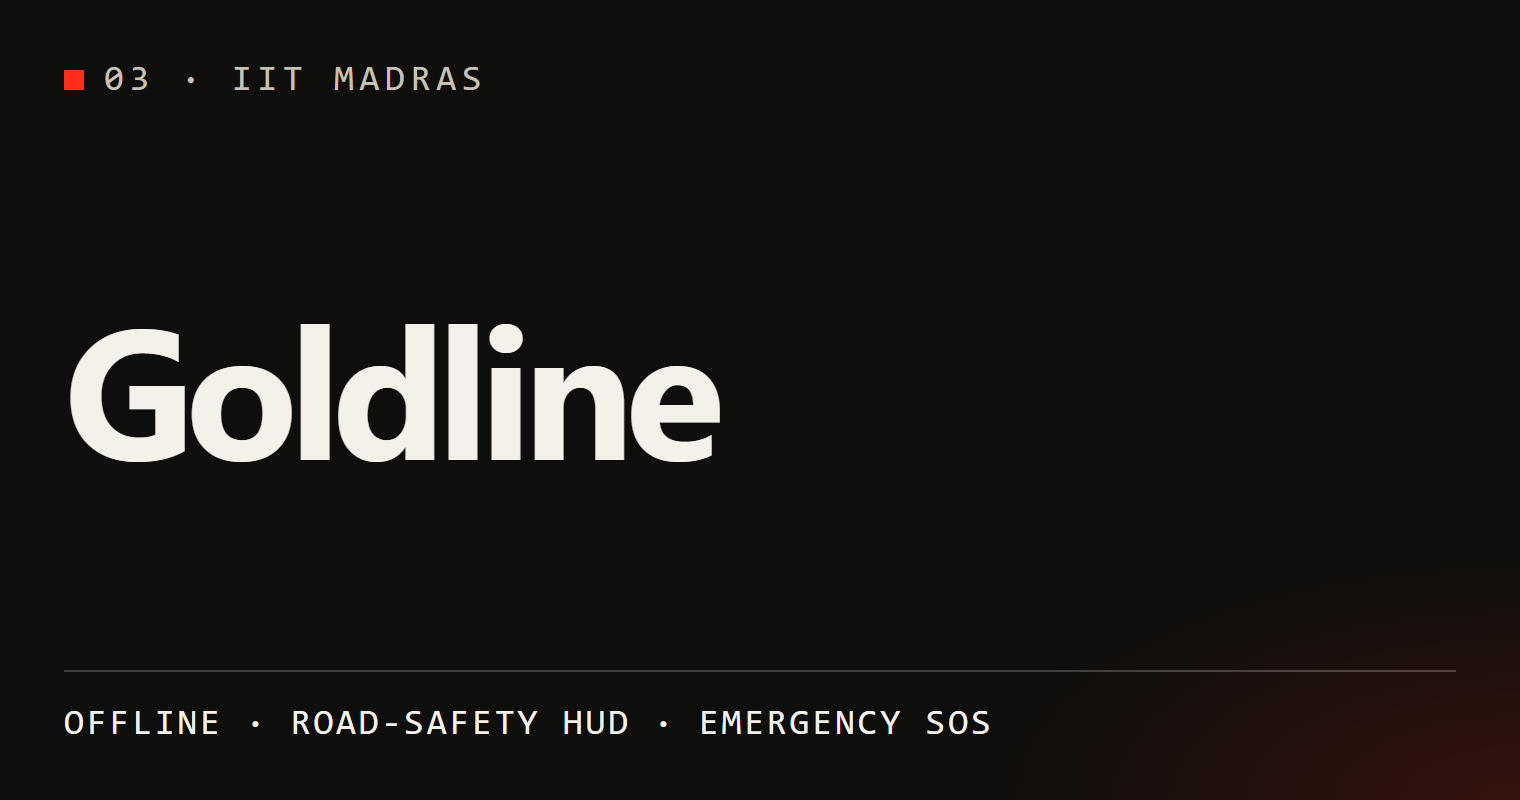 03 · IIT MADRAS
Goldline
OFFLINE · ROAD-SAFETY HUD · EMERGENCY SOS